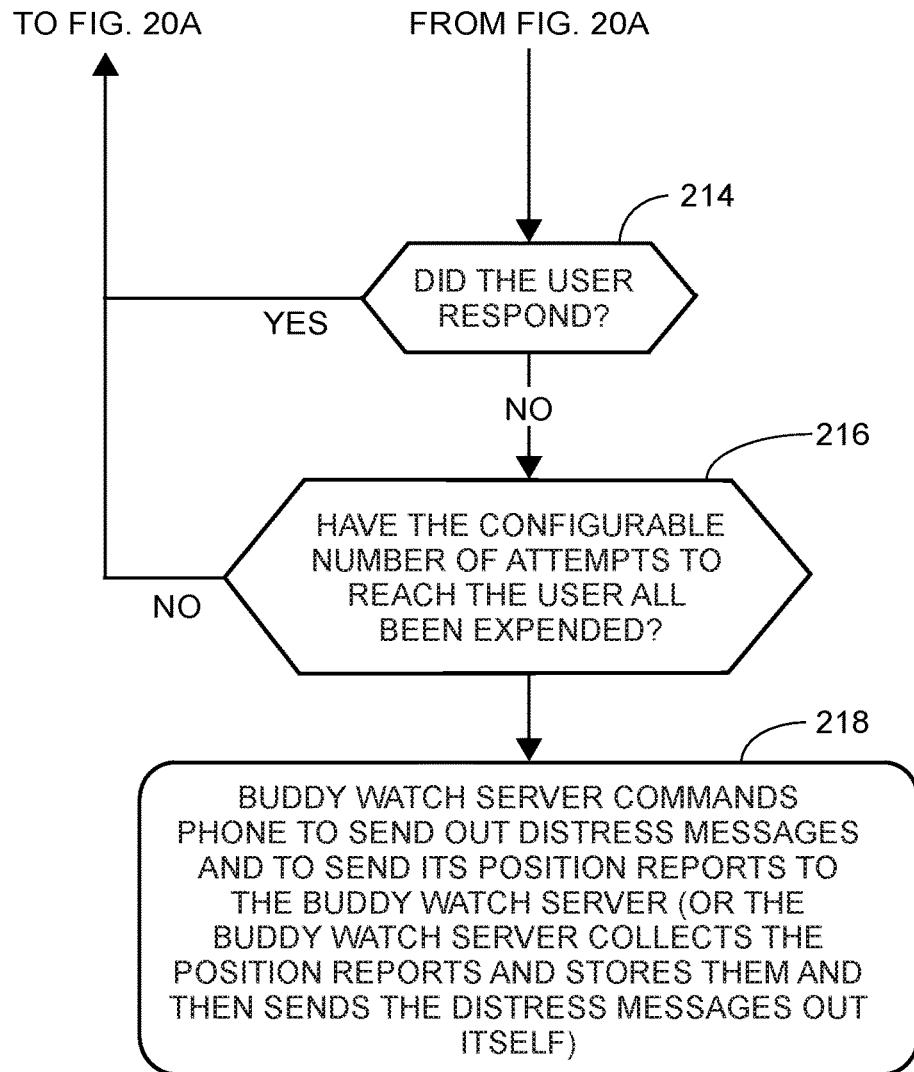 TO FIG. 20A
FROM FIG. 20A
214
DID THE USER
RESPOND?
YES
NO
216
HAVE THE CONFIGURABLE
NUMBER OF ATTEMPTS TO
REACH THE USER ALL
BEEN EXPENDED?
NO
218
BUDDY WATCH SERVER COMMANDS
PHONE TO SEND OUT DISTRESS MESSAGES
AND TO SEND ITS POSITION REPORTS TO
THE BUDDY WATCH SERVER (OR THE
BUDDY WATCH SERVER COLLECTS THE
POSITION REPORTS AND STORES THEM AND
THEN SENDS THE DISTRESS MESSAGES OUT
ITSELF)